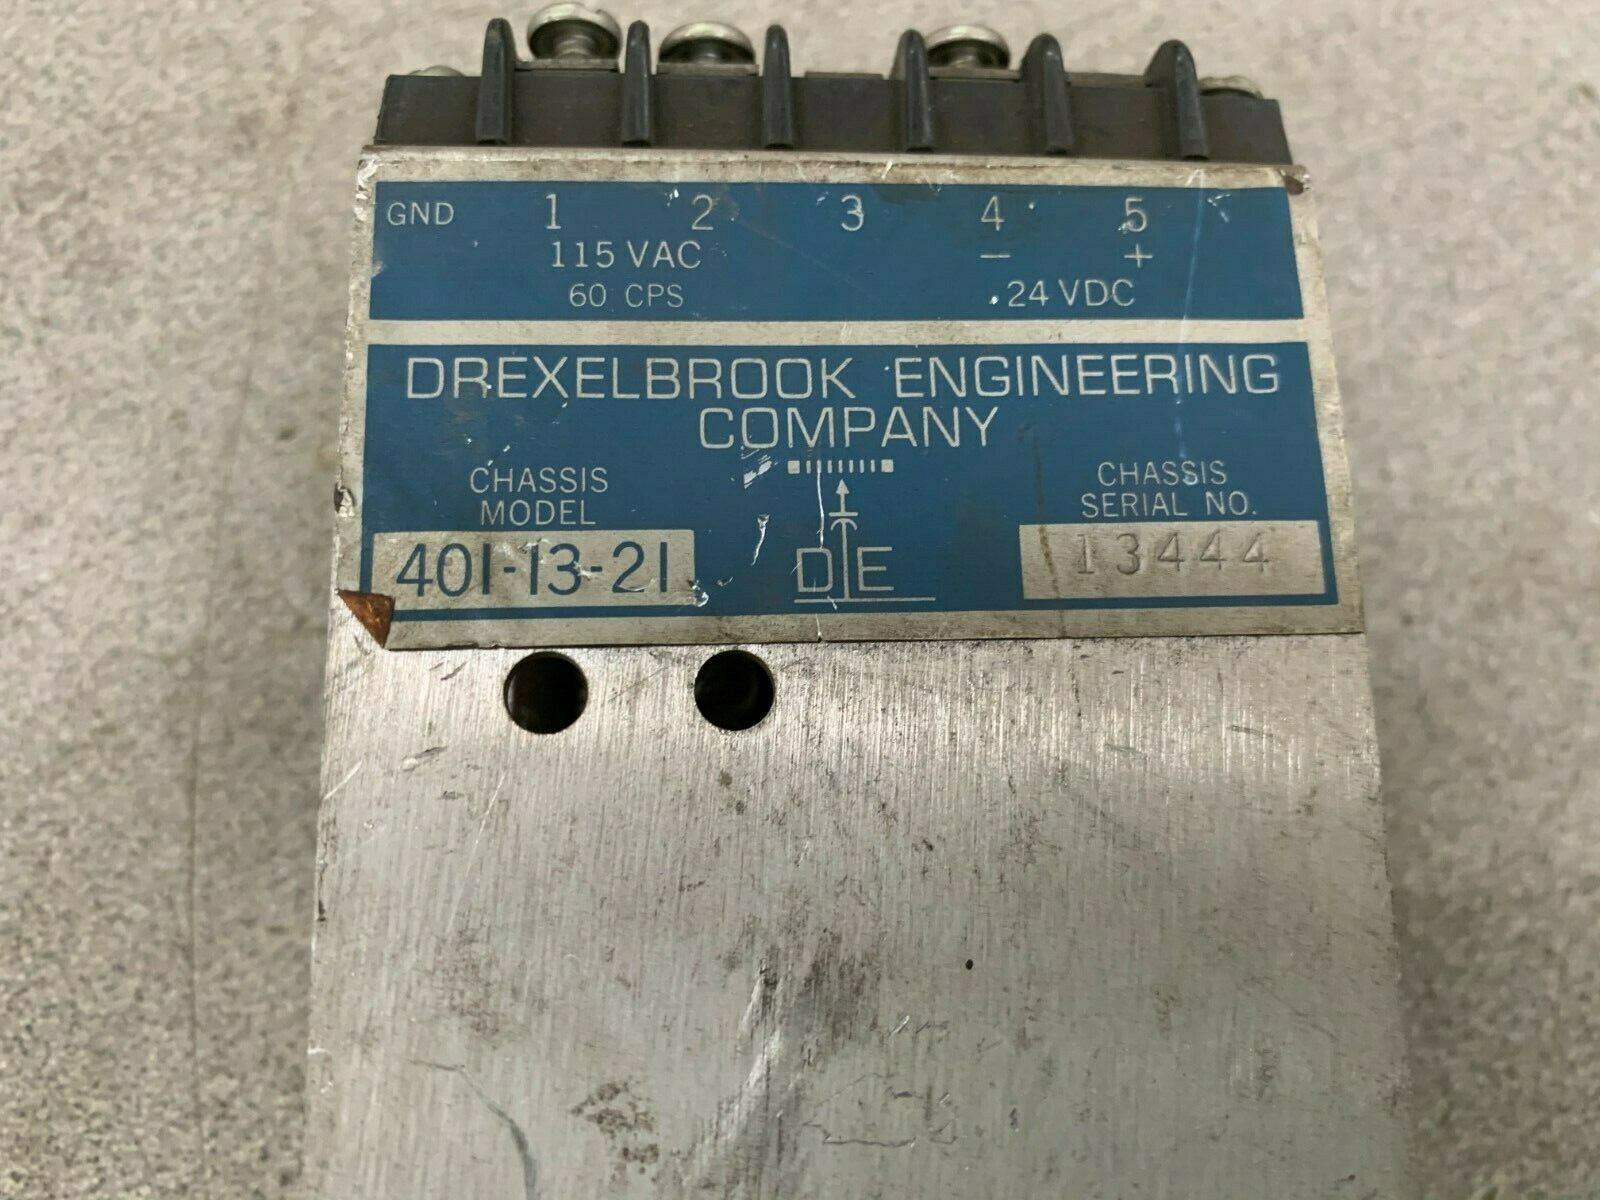 GND 1 2 3 4 5
115 VAC - +
60 CPS 24 VDC
DREXELBROOK ENGINEERING
COMPANY
CHASSIS MODEL
401-13-21
DE
CHASSIS SERIAL NO.
13444